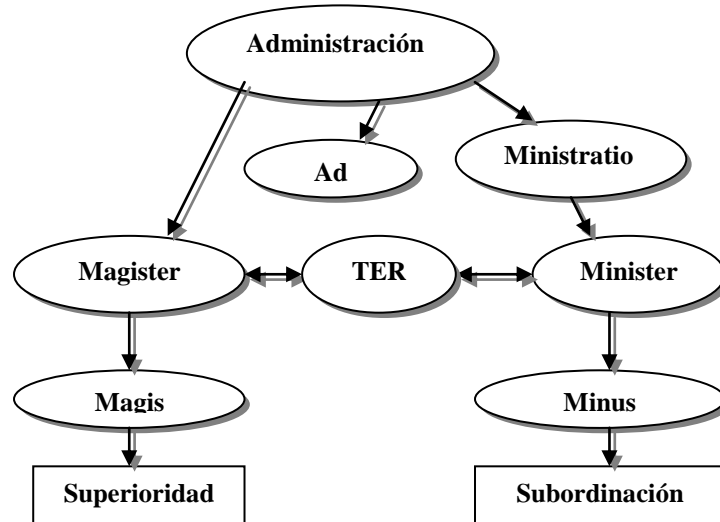 Administración
Ad
Ministratio
Magister
TER
Minister
Magis
Minus
Superioridad
Subordinación